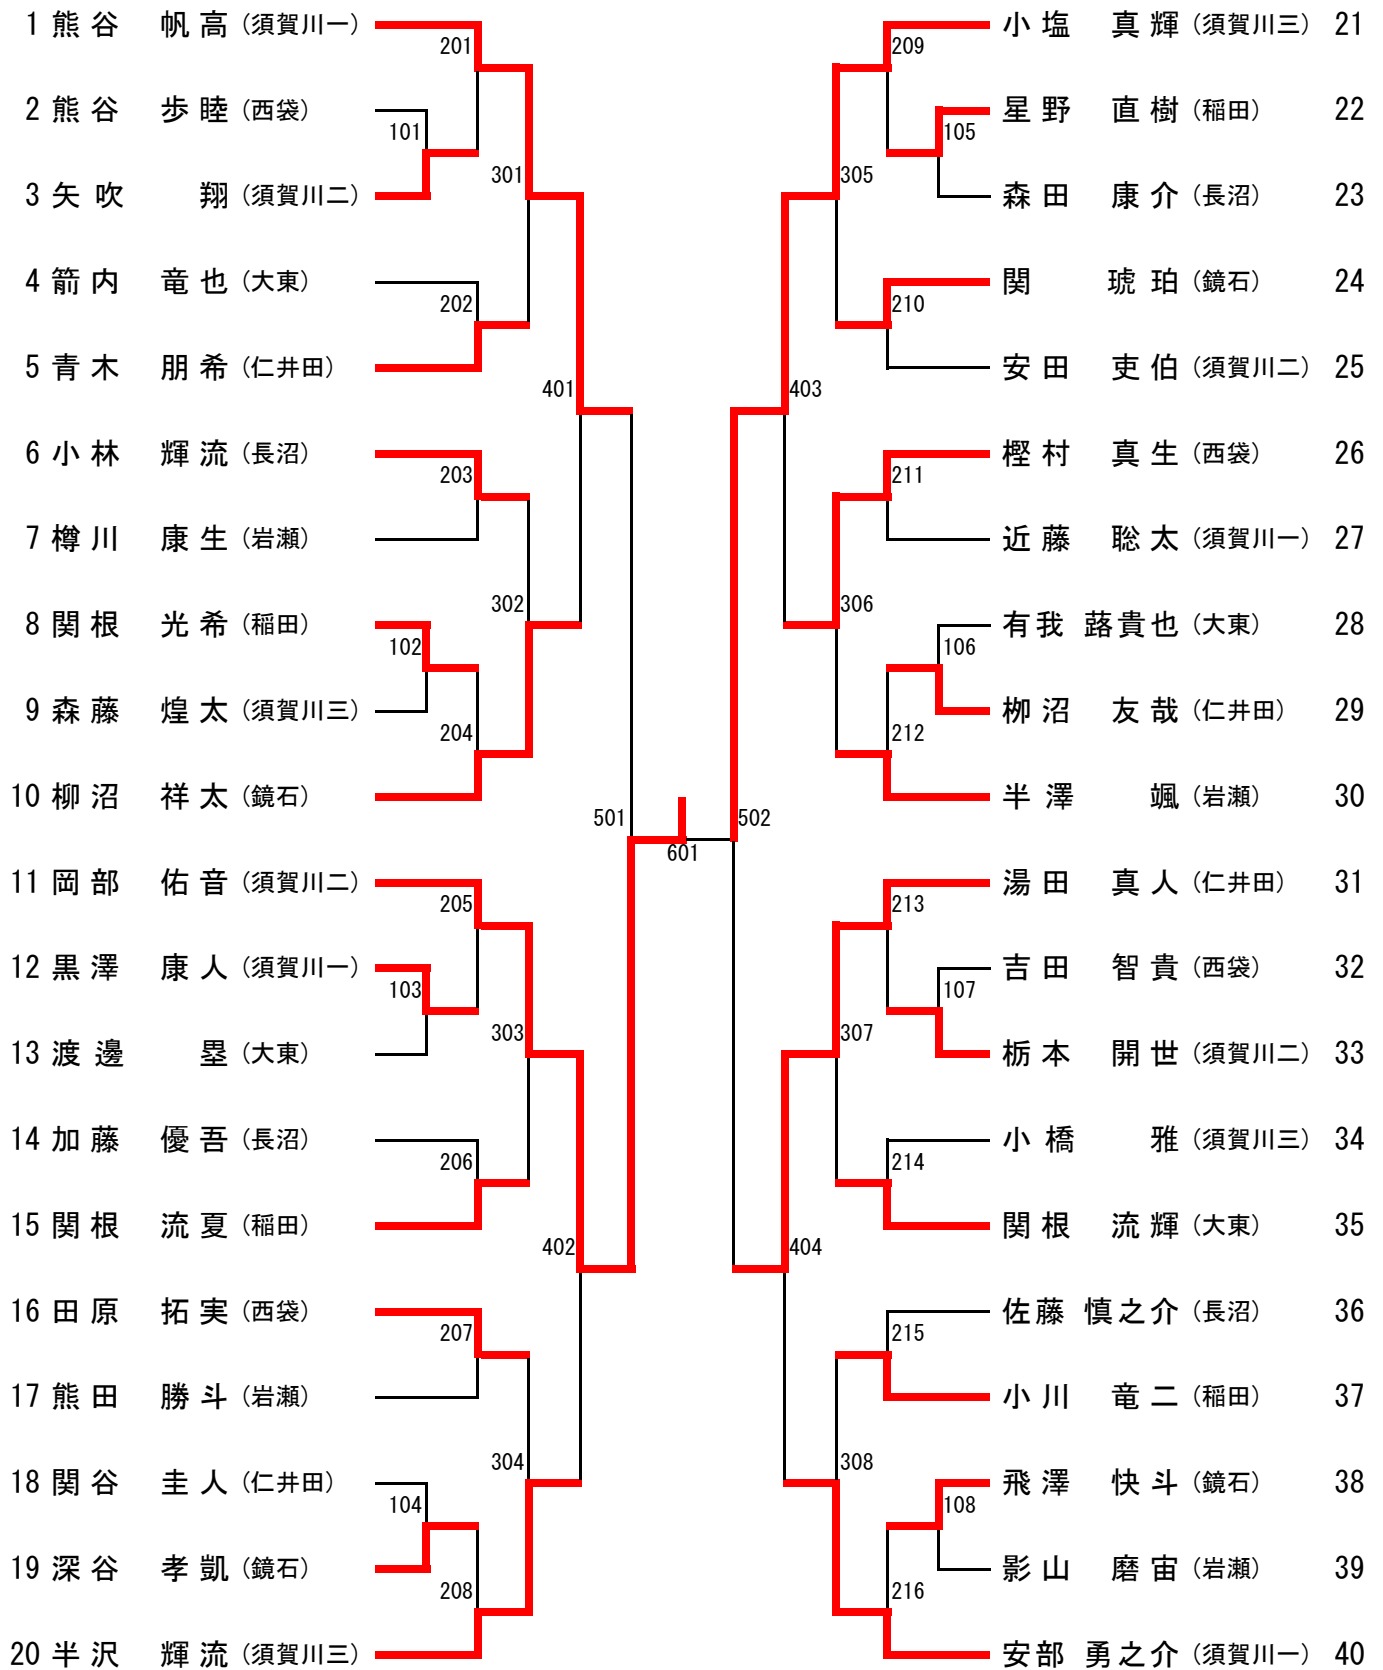 1 熊谷 帆高 (須賀川一)
201
2 熊谷 歩睦 (西袋)
101
3 矢吹 翔 (須賀川二)
301
4 箭内 竜也 (大東)
202
5 青木 朋希 (仁井田)
401
6 小林 輝流 (長沼)
203
7 樽川 康生 (岩瀬)
302
8 関根 光希 (稲田)
102
9 森藤 煌太 (須賀川三)
204
10 柳沼 祥太 (鏡石)
501
601
11 岡部 佑音 (須賀川二)
205
12 黒澤 康人 (須賀川一)
103
13 渡邊 塁 (大東)
303
14 加藤 優吾 (長沼)
206
15 関根 流夏 (稲田)
402
16 田原 拓実 (西袋)
207
17 熊田 勝斗 (岩瀬)
304
18 関谷 圭人 (仁井田)
104
19 深谷 孝凱 (鏡石)
208
20 半沢 輝流 (須賀川三)
小塩 真輝 (須賀川三) 21
209
星野 直樹 (稲田) 22
105
森田 康介 (長沼) 23
305
関 琥珀 (鏡石) 24
210
安田 吏伯 (須賀川二) 25
403
樫村 真生 (西袋) 26
211
近藤 聡太 (須賀川一) 27
306
有我 蕗貴也 (大東) 28
106
栁沼 友哉 (仁井田) 29
212
半澤 颯 (岩瀬) 30
502
湯田 真人 (仁井田) 31
213
吉田 智貴 (西袋) 32
107
栃本 開世 (須賀川二) 33
307
小橋 雅 (須賀川三) 34
214
関根 流輝 (大東) 35
404
佐藤 慎之介 (長沼) 36
215
小川 竜二 (稲田) 37
308
飛澤 快斗 (鏡石) 38
108
影山 磨宙 (岩瀬) 39
216
安部 勇之介 (須賀川一) 40